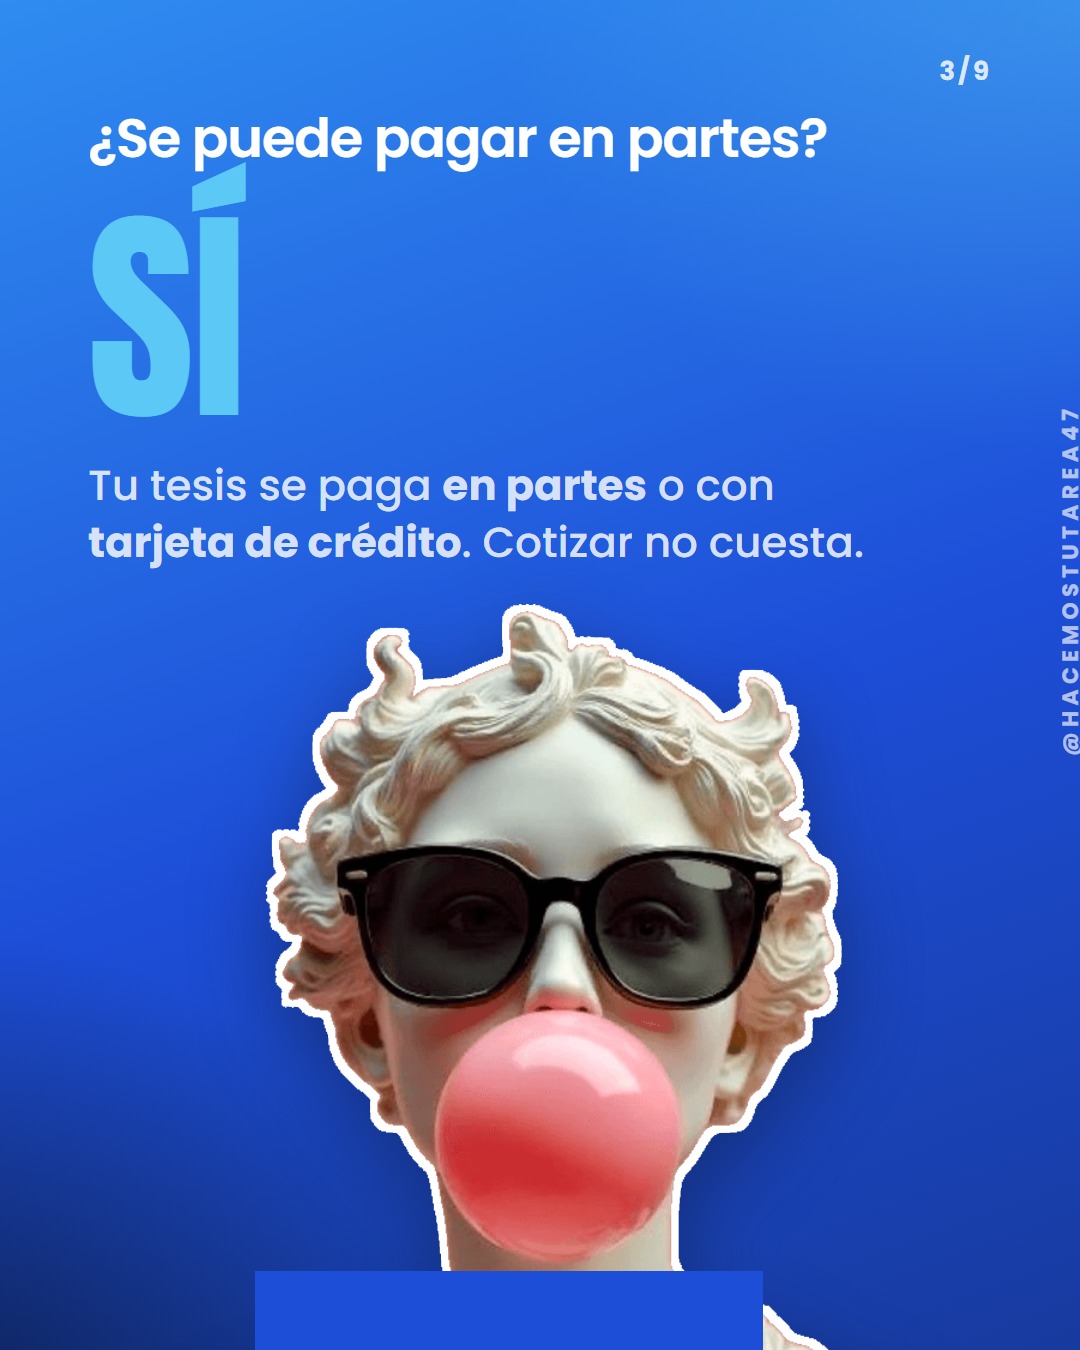 3/9
¿Se puede pagar en partes?
SÍ
Tu tesis se paga en partes o con
tarjeta de crédito. Cotizar no cuesta.
@HACEMOSTUTAREA47